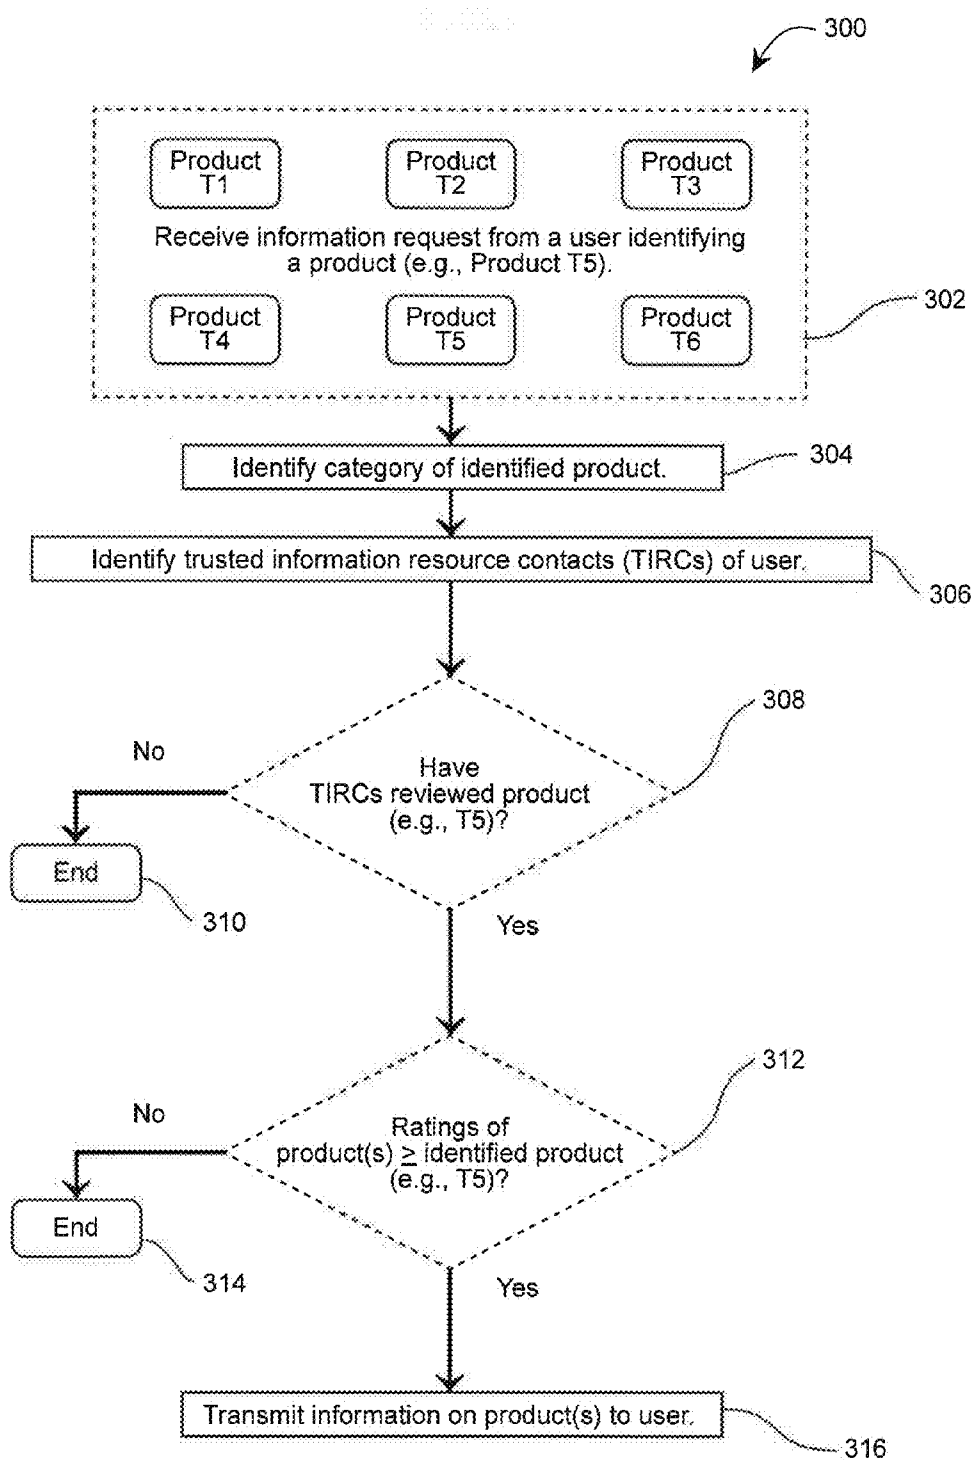 300
Product
T1
Product
T2
Product
T3
Receive information request from a user identifying
a product (e.g., Product T5).
302
Product
T4
Product
T5
Product
T6
Identify category of identified product.
304
Identify trusted information resource contacts (TIRCs) of user.
306
308
No
Have
TIRCs reviewed product
(e.g., T5)?
End
310
Yes
312
No
Ratings of
product(s) ≥ identified product
(e.g., T5)?
End
314
Yes
Transmit information on product(s) to user.
316